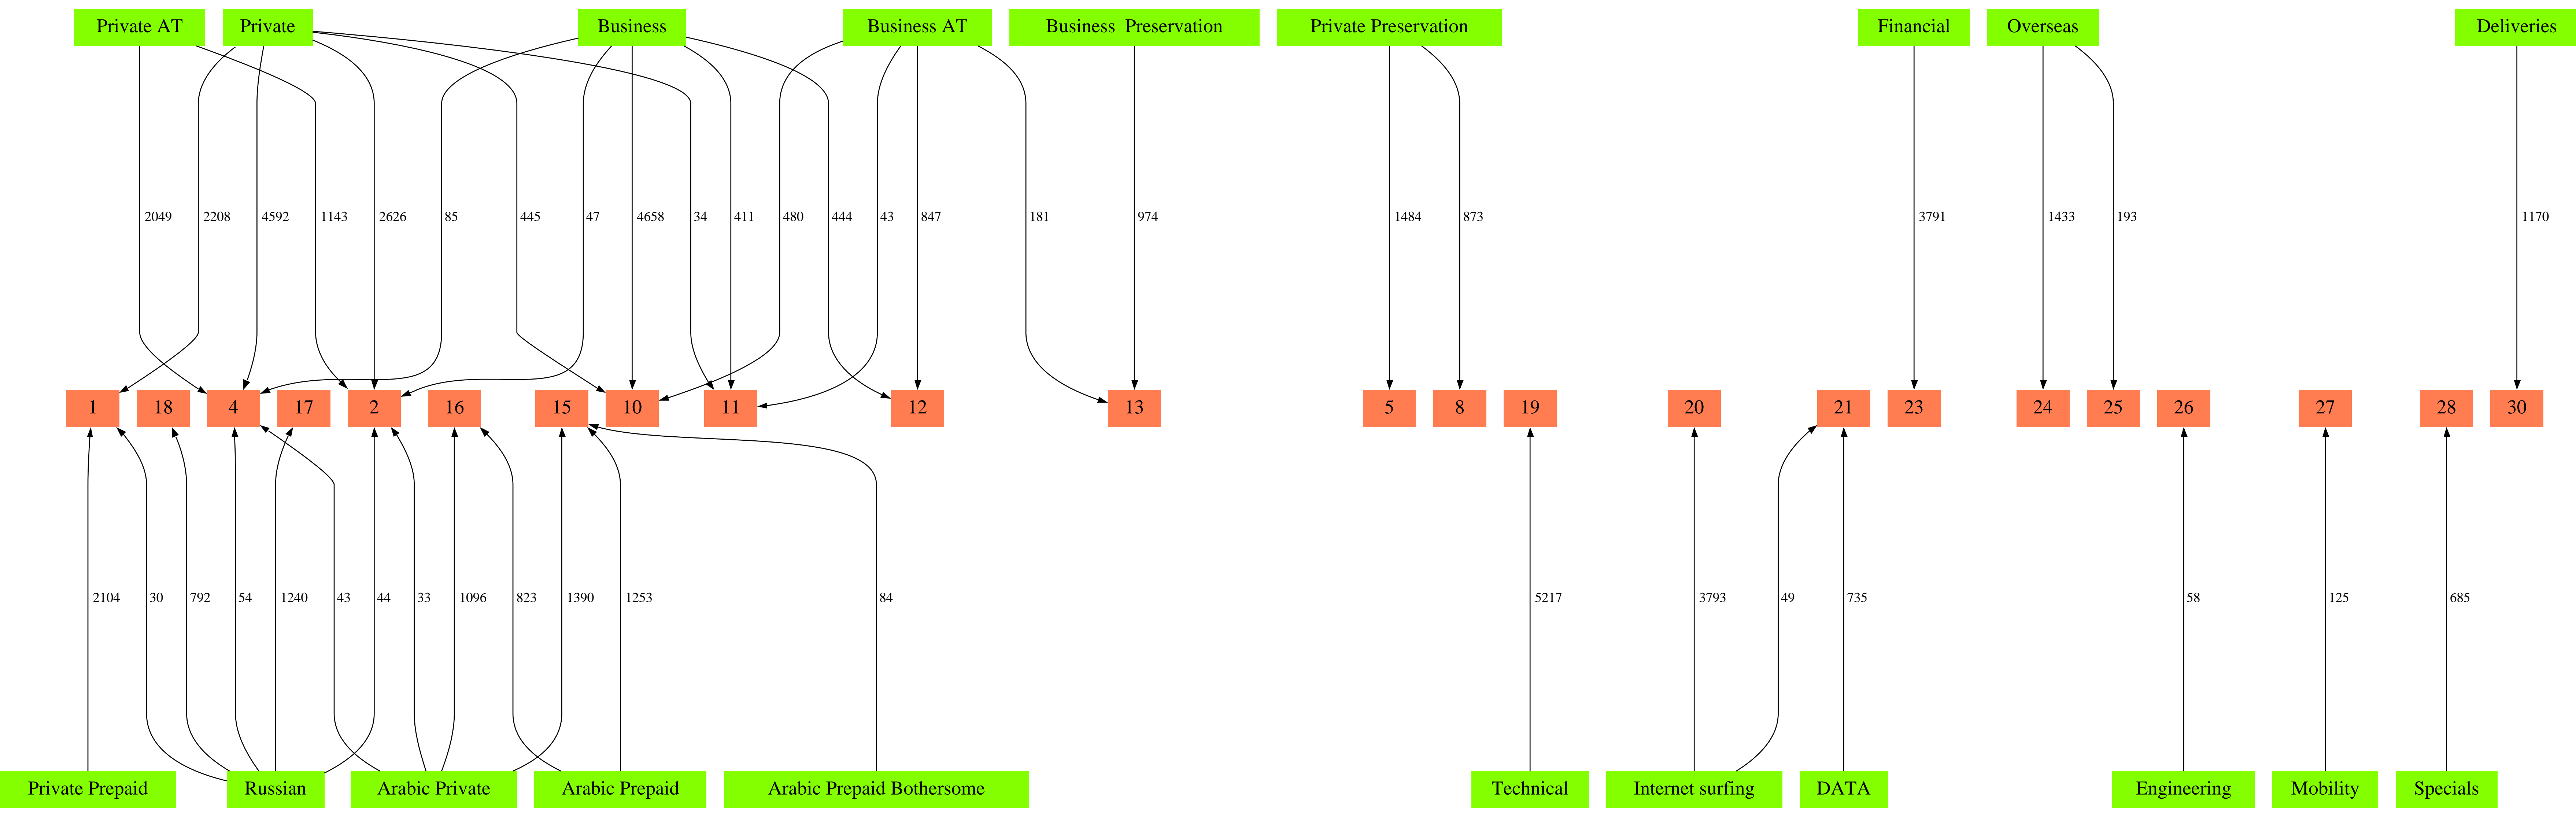 Private AT Private Business Business AT Business  Preservation Private Preservation Financial Overseas Deliveries
2049 2208 4592 1143 2626 85 445 47 4658 34 411 480 444 43 847 181 974 1484 873 3791 1433 193 1170
1 18 4 17 2 16 15 10 11 12 13 5 8 19 20 21 23 24 25 26 27 28 30
2104 30 792 54 1240 43 44 33 1096 823 1390 1253 84 5217 3793 49 735 58 125 685
Private Prepaid Russian Arabic Private Arabic Prepaid Arabic Prepaid Bothersome Technical Internet surfing DATA Engineering Mobility Specials